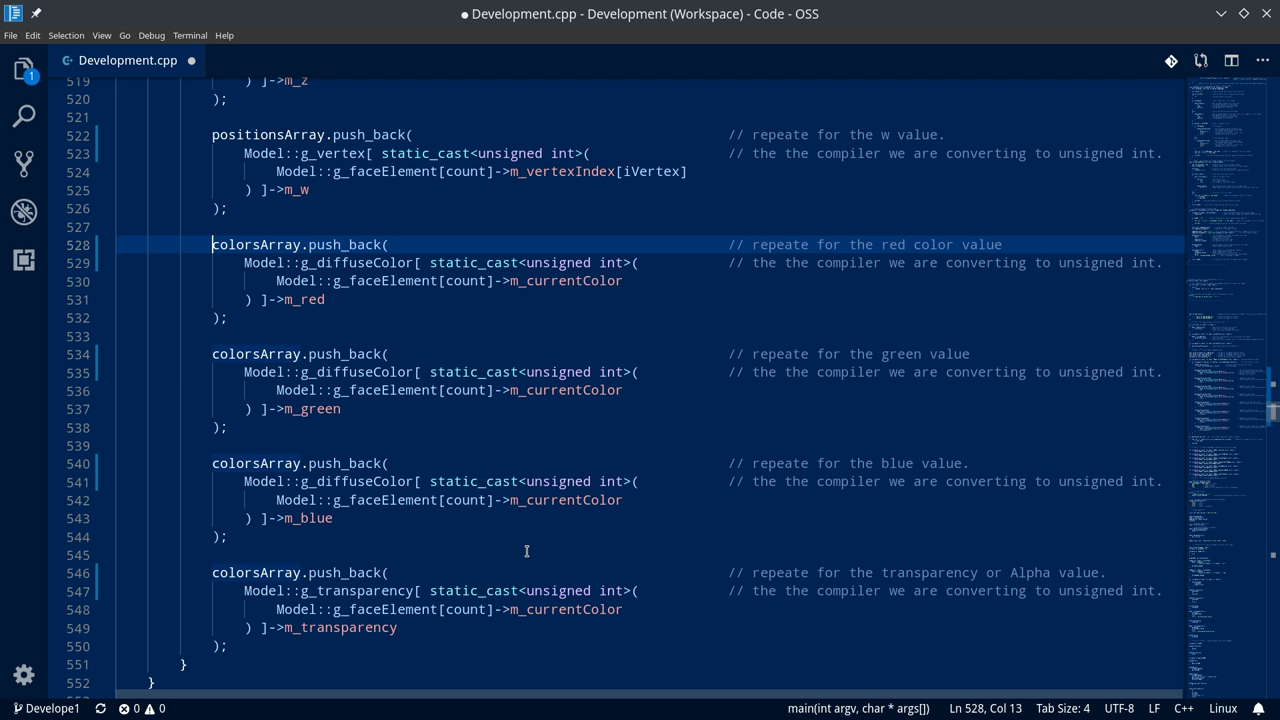 Development.cpp - Development (Workspace) - Code - OSS
File Edit Selection View Go Debug Terminal Help
Development.cpp
1
519 ) ]->m_z
520 );
521
522 positionsArray.push_back( // repeate for the w value
523 Model::g_vertex[ static_cast<unsigned int>( // tell the compiler we are converting to unsigned int.
524 Model::g_faceElement[count]->m_vertexIndex[iVertex]
525 ) ]->m_w
526 );
527
528 colorsArray.push_back( // repeate for the red color value
529 Model::g_diffuseColor[ static_cast<unsigned int>( // tell the compiler we are converting to unsigned int.
530 Model::g_faceElement[count]->m_currentColor
531 ) ]->m_red
532 );
533
534 colorsArray.push_back( // repeate for the green color value
535 Model::g_diffuseColor[ static_cast<unsigned int>( // tell the compiler we are converting to unsigned int.
536 Model::g_faceElement[count]->m_currentColor
537 ) ]->m_green
538 );
539
540 colorsArray.push_back( // repeate for the blue color value
541 Model::g_diffuseColor[ static_cast<unsigned int>( // tell the compiler we are converting to unsigned int.
542 Model::g_faceElement[count]->m_currentColor
543 ) ]->m_blue
544 );
545
546 colorsArray.push_back( // repeate for the transparency or alpha value
547 Model::g_transparency[ static_cast<unsigned int>( // tell the compiler we are converting to unsigned int.
548 Model::g_faceElement[count]->m_currentColor
549 ) ]->m_transparency
550 );
551 }
552 }
Develope1 0 0 main(int argv, char * args[]) Ln 528, Col 13 Tab Size: 4 UTF-8 LF C++ Linux